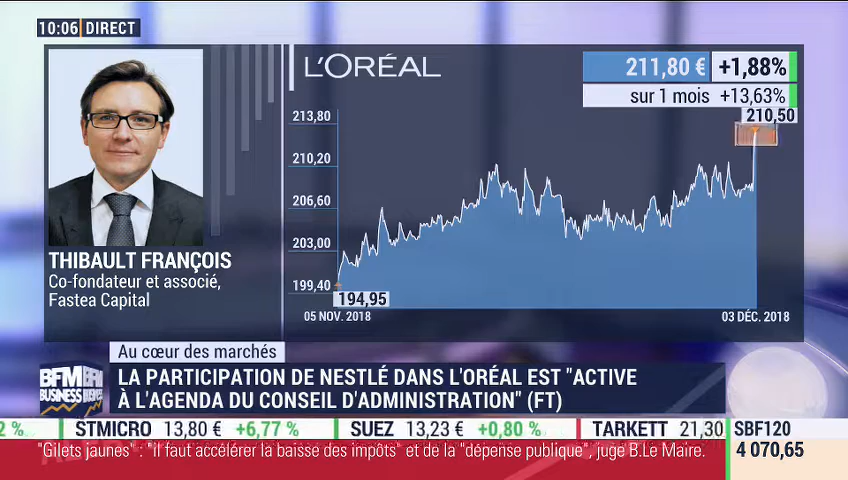 10:06 DIRECT
L'ORÉAL
211,80 € +1,88%
sur 1 mois +13,63%
210,50
213,80
210,20
206,60
203,00
199,40
194,95
05 NOV. 2018
03 DÉC. 2018
THIBAULT FRANÇOIS
Co-fondateur et associé,
Fastea Capital
Au cœur des marchés
BFM
BUSINESS
LA PARTICIPATION DE NESTLÉ DANS L'ORÉAL EST "ACTIVE
À L'AGENDA DU CONSEIL D'ADMINISTRATION" (FT)
2 % STMICRO 13,80 € +6,77 % SUEZ 13,23 € +0,80 % TARKETT 21,30
SBF120
4 070,65
"Gilets jaunes" : "il faut accélérer la baisse des impôts" et de la "dépense publique", juge B.Le Maire.